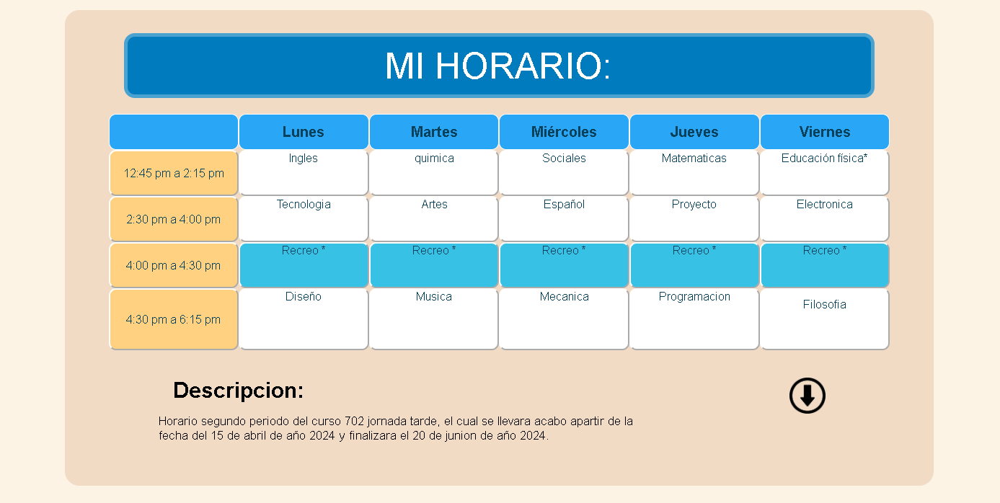 MI HORARIO:
Lunes Martes Miércoles Jueves Viernes
12:45 pm a 2:15 pm Ingles quimica Sociales Matematicas Educación física*
2:30 pm a 4:00 pm Tecnologia Artes Español Proyecto Electronica
4:00 pm a 4:30 pm Recreo * Recreo * Recreo * Recreo * Recreo *
4:30 pm a 6:15 pm Diseño Musica Mecanica Programacion Filosofia
Descripcion:
Horario segundo periodo del curso 702 jornada tarde, el cual se llevara acabo apartir de la
fecha del 15 de abril de año 2024 y finalizara el 20 de junion de año 2024.